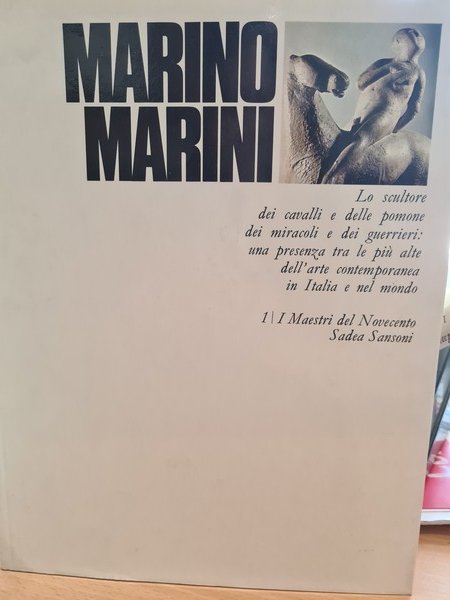 MARINO
MARINI
Lo scultore
dei cavalli e delle pomone
dei miracoli e dei guerrieri:
una presenza tra le più alte
dell'arte contemporanea
in Italia e nel mondo
1\ I Maestri del Novecento
Sadea Sansoni